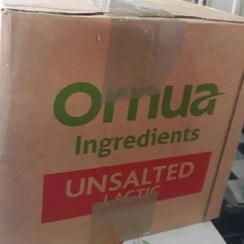 Ornua
Ingredients
UNSALTED
LACTIC